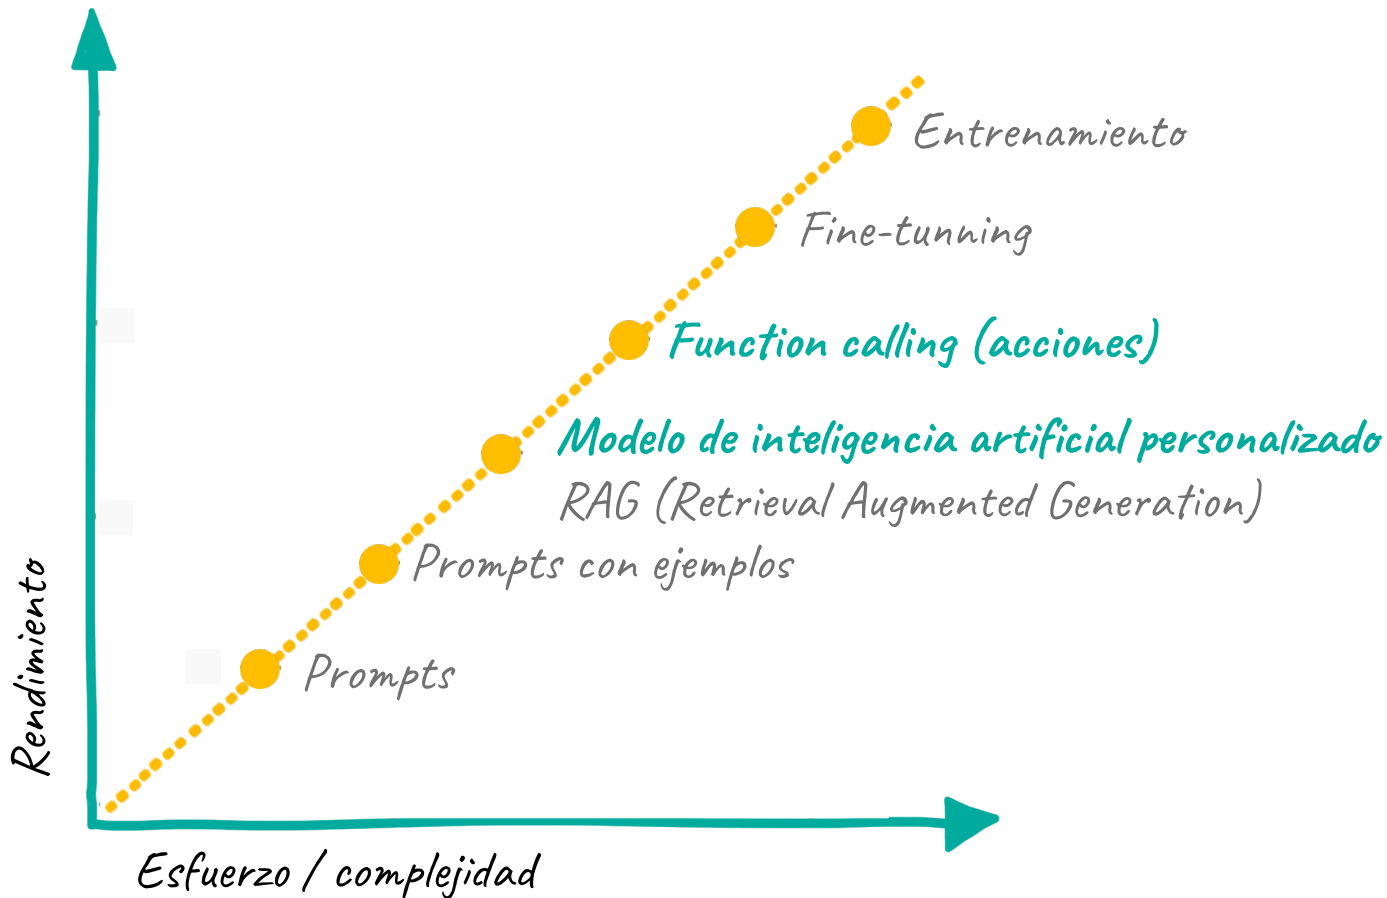 Entrenamiento
Fine-tunning
Function calling (acciones)
Modelo de inteligencia artificial personalizado
RAG (Retrieval Augmented Generation)
Prompts con ejemplos
Prompts
Rendimiento
Esfuerzo / complejidad